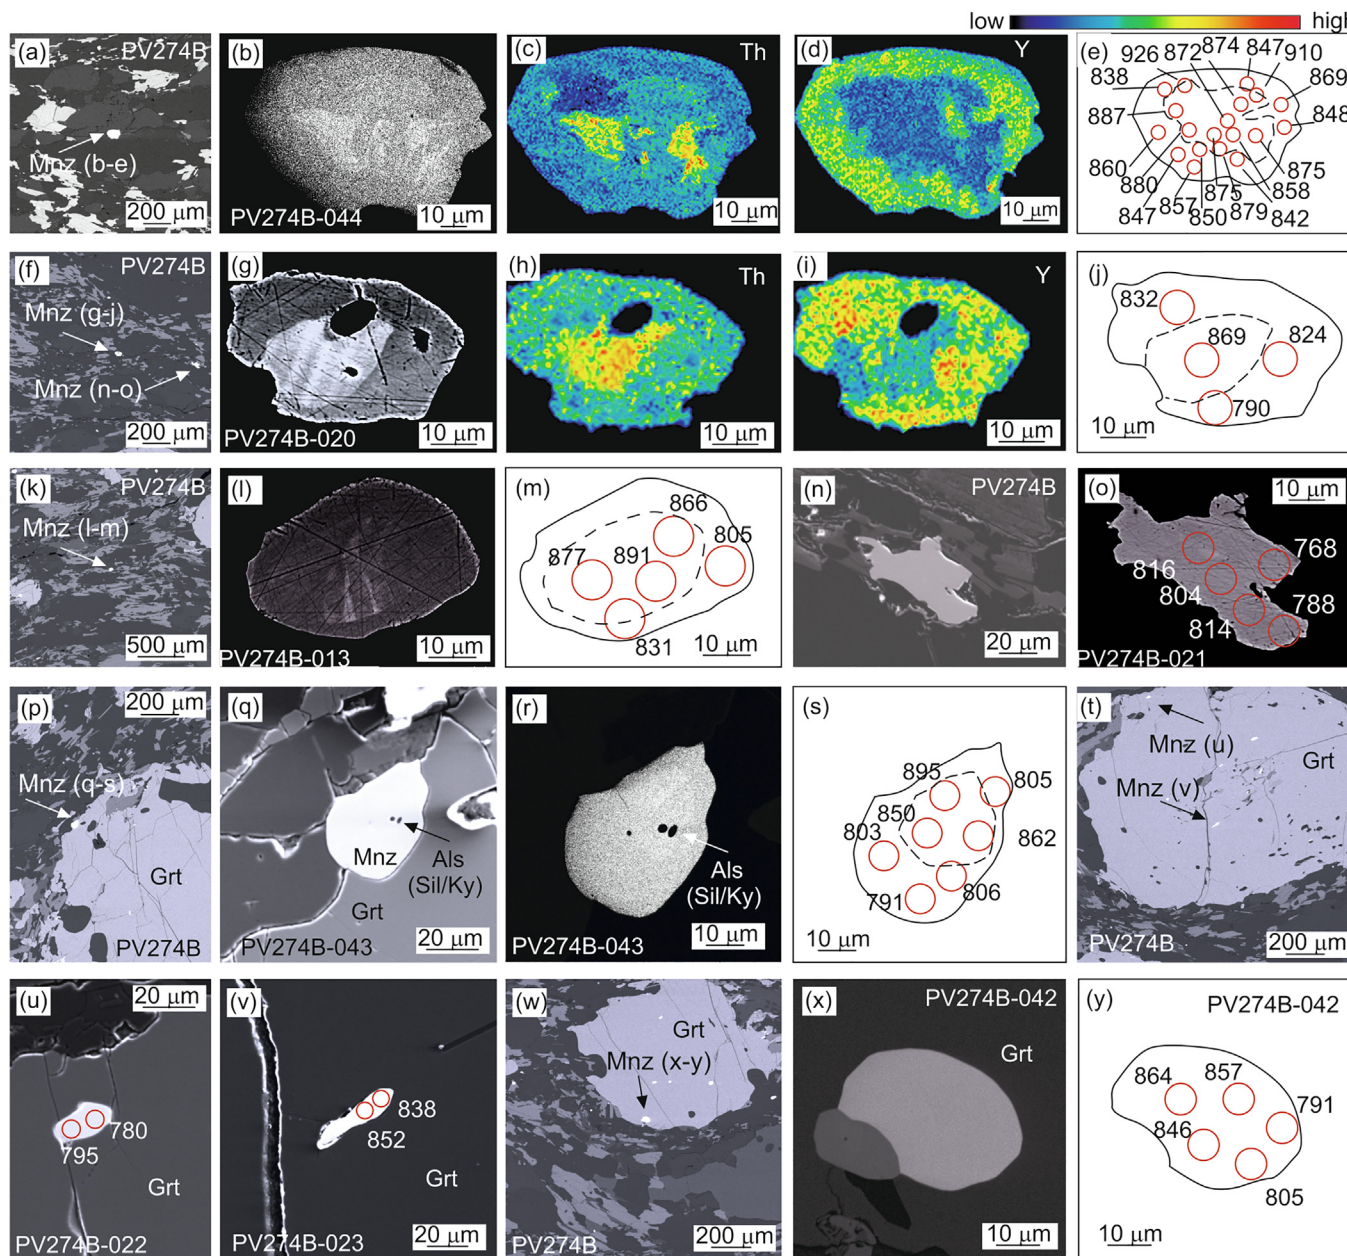 low high
(a) PV274B
Mnz (b-e)
200 µm
(b)
PV274B-044
10 µm
(c)
Th
10 µm
(d)
Y
10 µm
(e)
926 872 874 847 910
838 869
887 848
860 875
880 875 858
847 857 850 879 842
(f) PV274B
Mnz (g-j)
Mnz (n-o)
200 µm
(g)
PV274B-020
10 µm
(h)
Th
10 µm
(i)
Y
10 µm
(j)
832
869 824
790
10 µm
(k) PV274B
Mnz (l-m)
500 µm
(l)
PV274B-013
10 µm
(m)
866
877 891 805
831
10 µm
(n) PV274B
20 µm
(o)
10 µm
768
816
804
788
814
PV274B-021
(p)
200 µm
Mnz (q-s)
Grt
PV274B
(q)
Mnz
Als
(Sil/Ky)
Grt
PV274B-043
20 µm
(r)
Als
(Sil/Ky)
PV274B-043
10 µm
(s)
895 805
850
803 862
791 806
10 µm
(t)
Mnz (u)
Grt
Mnz (v)
PV274B
200 µm
(u)
20 µm
780
795
Grt
PV274B-022
(v)
838
852
Grt
PV274B-023
20 µm
(w)
Grt
Mnz (x-y)
PV274B
200 µm
(x) PV274B-042
Grt
10 µm
(y) PV274B-042
864 857
791
846
805
10 µm